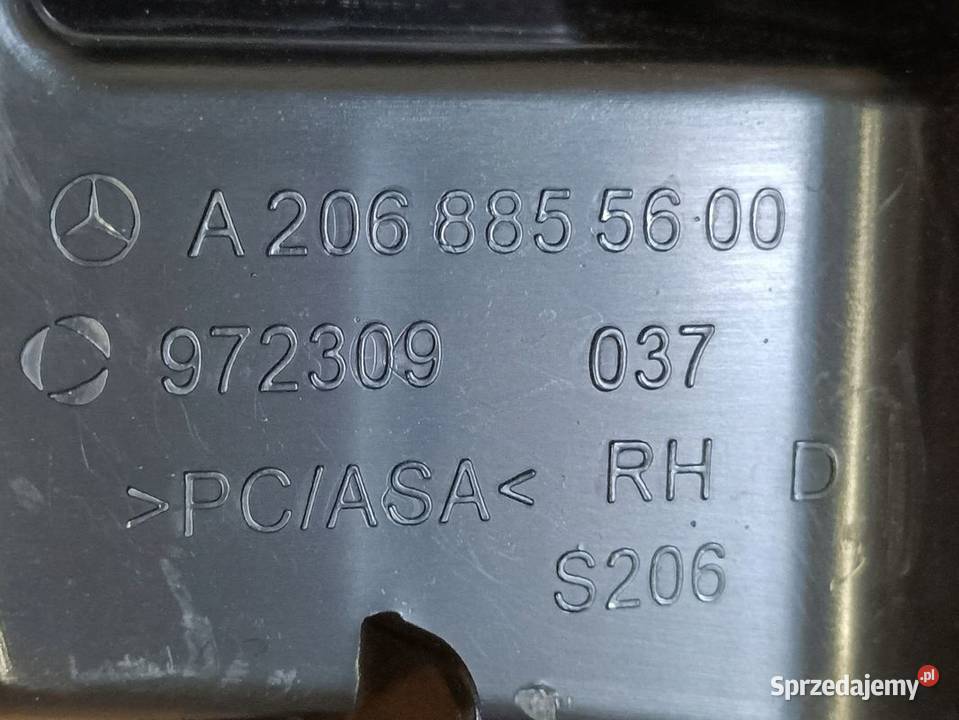 A 206 885 56 00
972309 037
>PC/ASA< RH D
S206
Sprzedajemy.pl